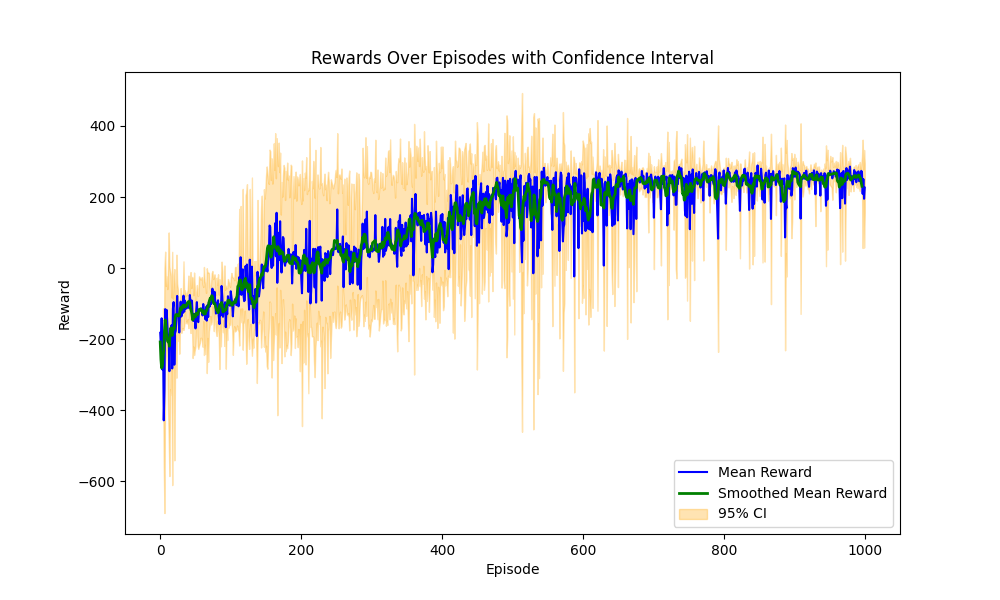 Rewards Over Episodes with Confidence Interval
400
200
0
−200
−400
−600
Reward
0 200 400 600 800 1000
Episode
Mean Reward
Smoothed Mean Reward
95% CI